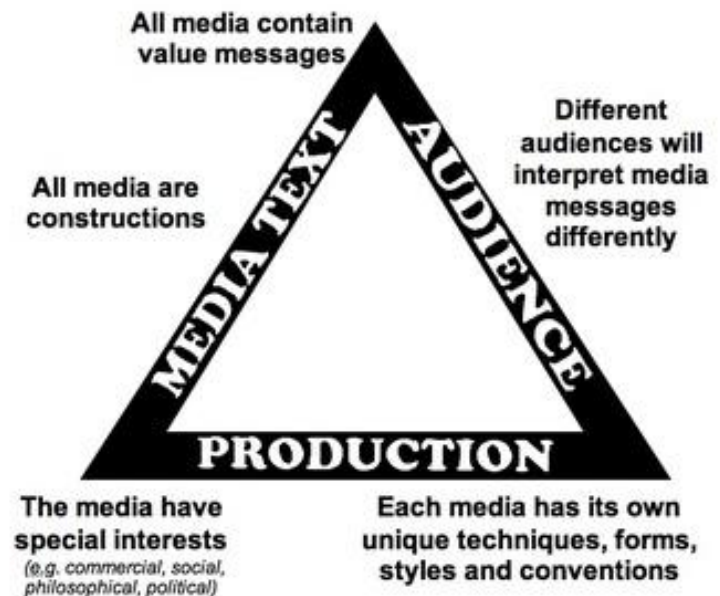 All media contain
value messages
Different
audiences will
interpret media
messages
differently
All media are
constructions
MEDIA TEXT
AUDIENCE
PRODUCTION
The media have
special interests
(e.g. commercial, social,
philosophical, political)
Each media has its own
unique techniques, forms,
styles and conventions